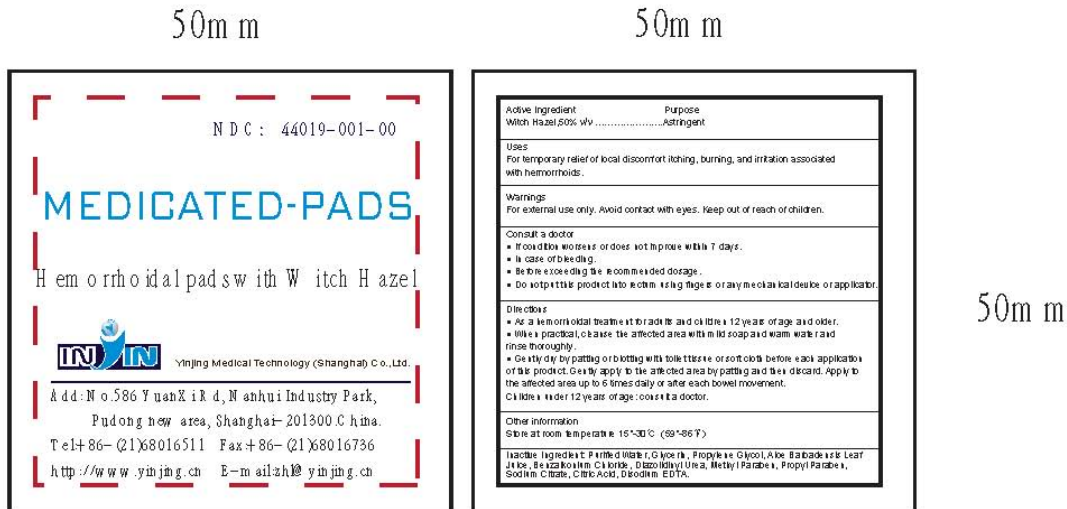 50mm
50mm
NDC: 44019-001-00
MEDICATED-PADS
Hemorrhoidal pads with Witch Hazel
INYIN
Yinjing Medical Technology (Shanghai) Co.,Ltd.
Add:No.586 YuanXiRd,Nanhui Industry Park,
Pudong new area, Shanghai-201300.China.
Tel:+86-(21)68016511 Fax:+86-(21)68016736
http://www.yinjing.cn E-mail:zhl@yinjing.cn
Active Ingredient Purpose
Witch Hazel,50% v/v .......................Astringent
Uses
For temporary relief of local discomfort itching, burning, and irritation associated
with hemorrhoids.
Warnings
For external use only. Avoid contact with eyes. Keep out of reach of children.
Consult a doctor
• If condition worsens or does not improve within 7 days.
• In case of bleeding.
• Before exceeding the recommended dosage.
• Do not put this product into rectum using fingers or any mechanical device or applicator.
Directions
• As a hemorrhoidal treatment for adults and children 12 years of age and older.
• When practical, cleanse the affected area with mild soap and warm water and
rinse thoroughly.
• Gently dry by patting or blotting with toilet tissue or soft cloth before each application
of this product. Gently apply to the affected area by patting and then discard. Apply to
the affected area up to 6 times daily or after each bowel movement.
Children under 12 years of age: consult a doctor.
Other information
Store at room temperature 15°-30°C (59°-86°F)
Inactive Ingredient: Purified Water, Glycerin, Propylene Glycol, Aloe Barbadensis Leaf
Juice, Benzalkonium Chloride, Diazolidinyl Urea, Methyl Paraben, Propyl Paraben,
Sodium Citrate, Citric Acid, Disodium EDTA.
50mm